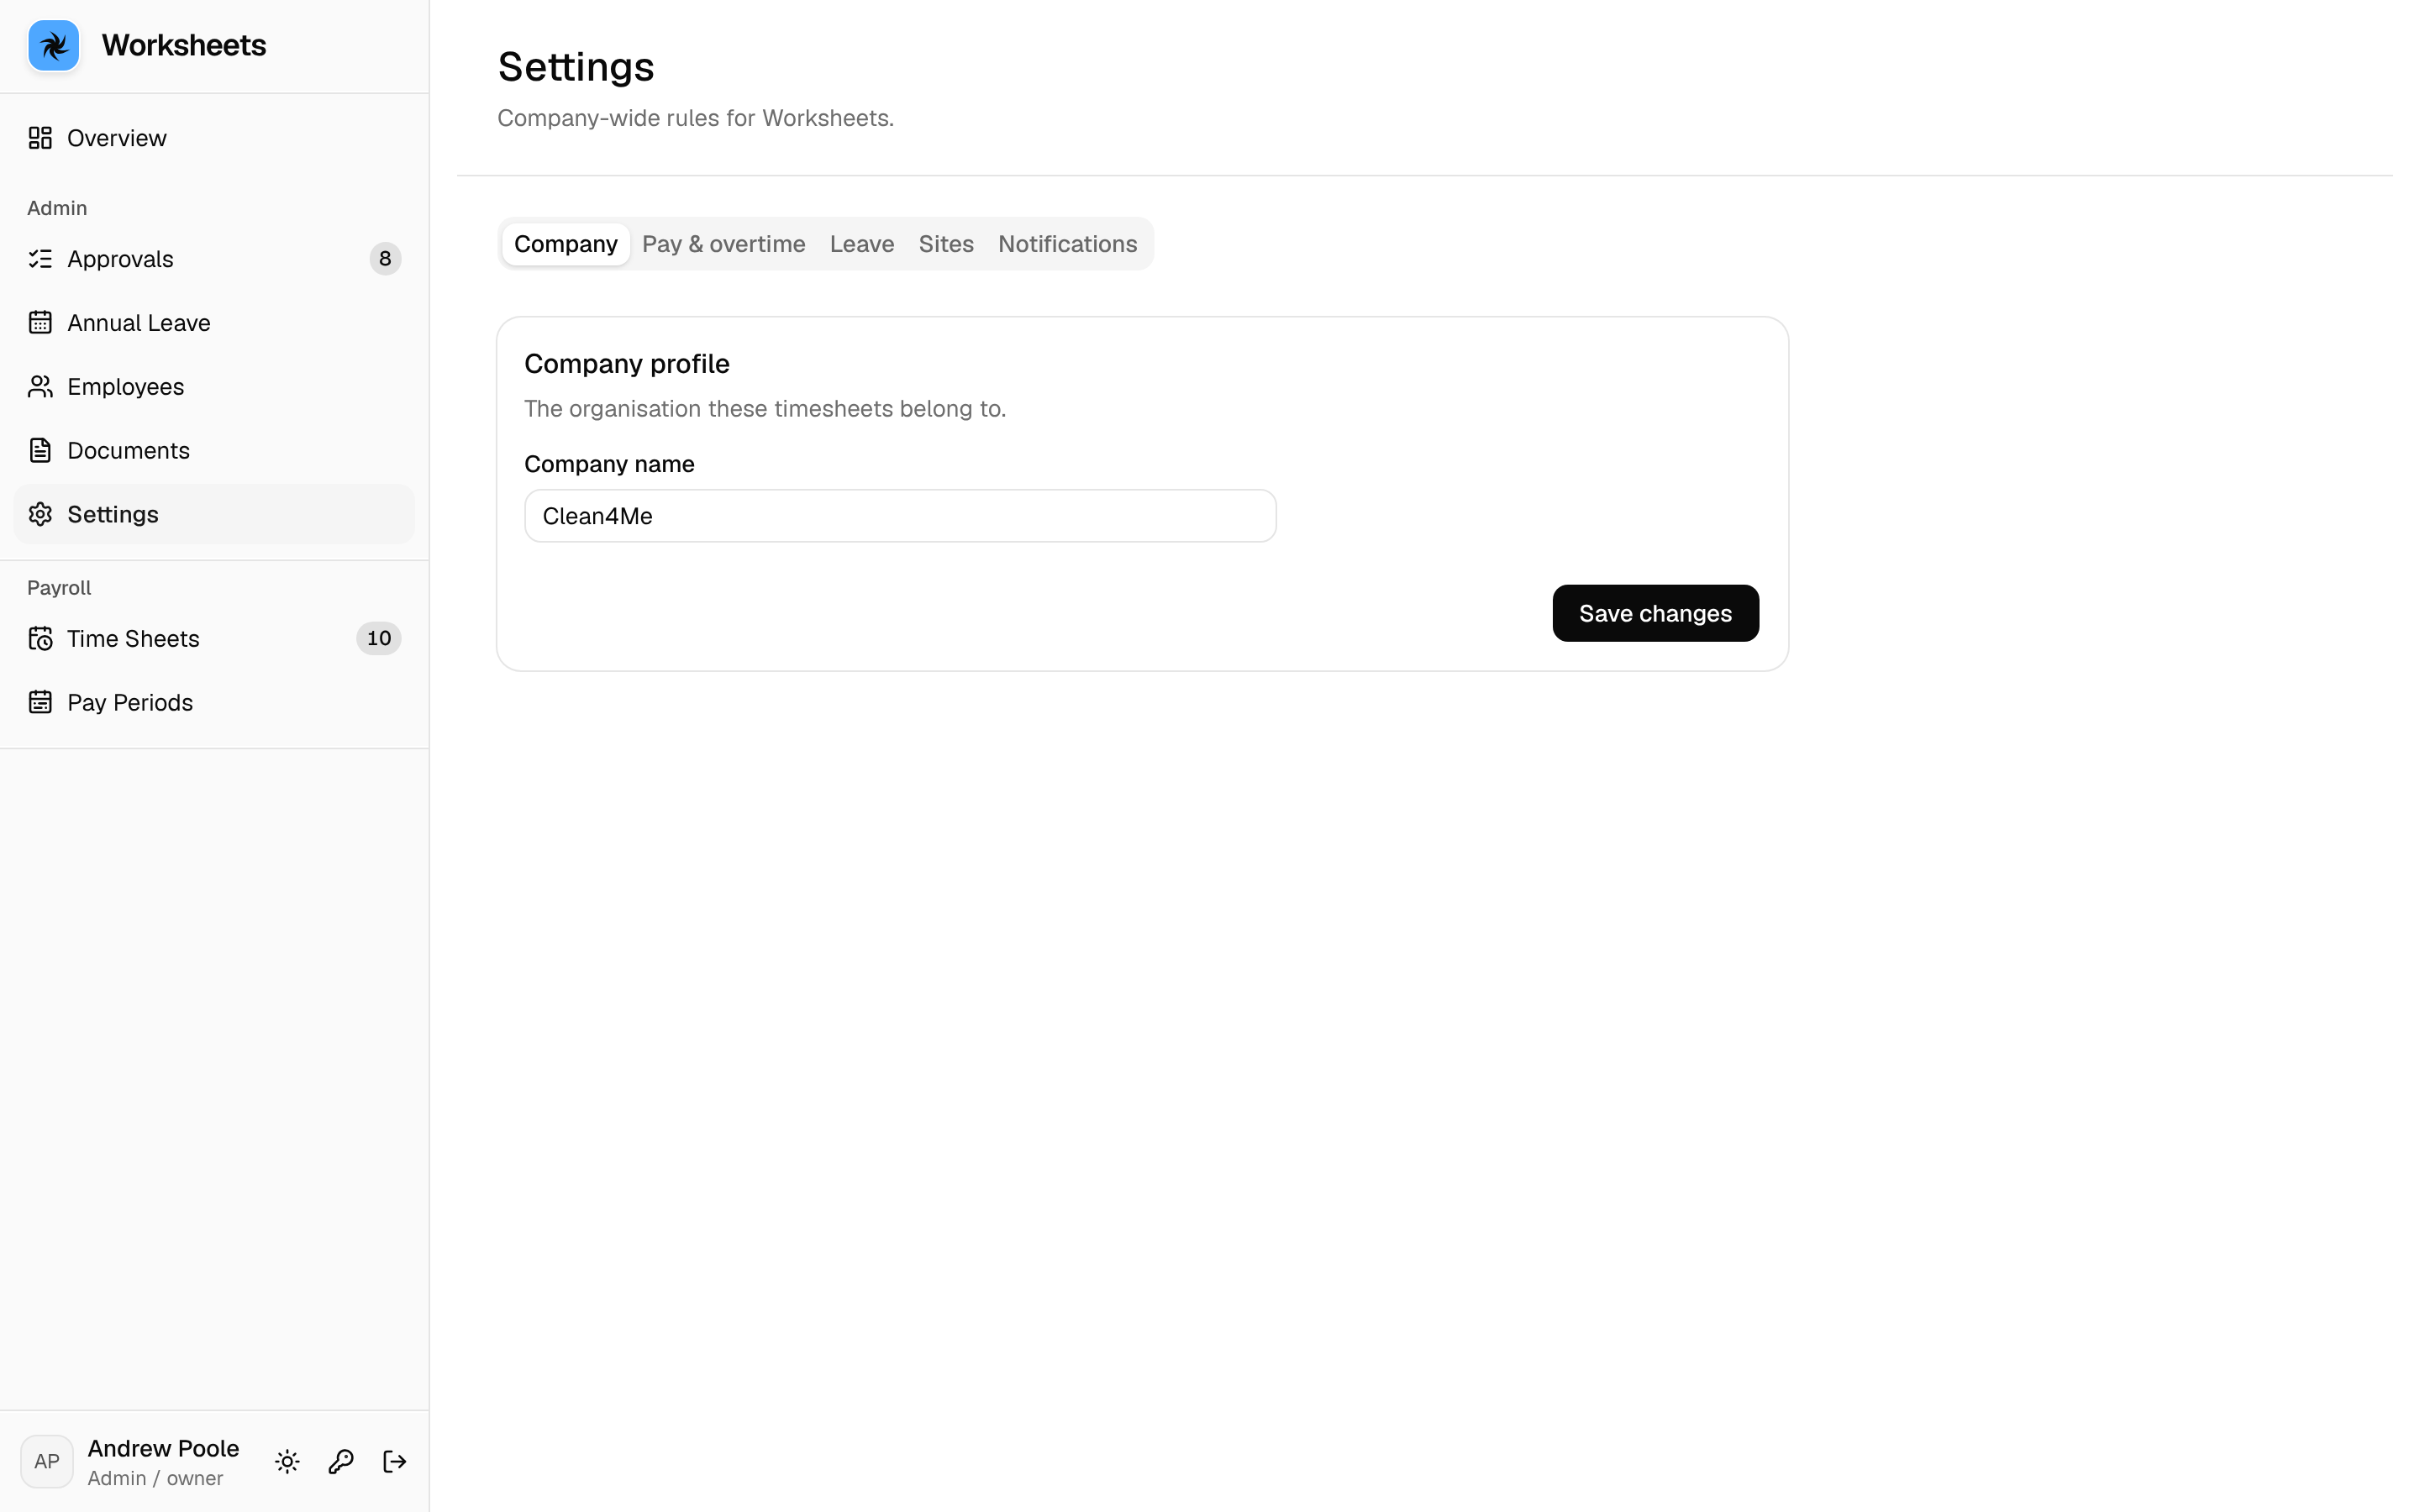 Worksheets
Overview
Admin
Approvals 8
Annual Leave
Employees
Documents
Settings
Payroll
Time Sheets 10
Pay Periods
AP
Andrew Poole
Admin / owner
Settings
Company-wide rules for Worksheets.
Company Pay & overtime Leave Sites Notifications
Company profile
The organisation these timesheets belong to.
Company name
Clean4Me
Save changes